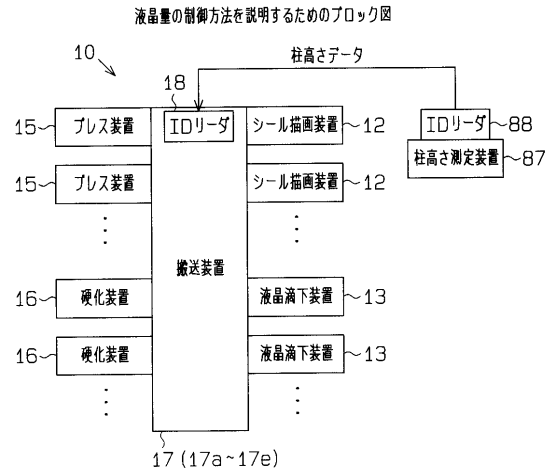 液晶量の制御方法を説明するためのブロック図
10
柱高さデータ
18
15 プレス装置
IDリーダ
シール描画装置 12
IDリーダ 88
柱高さ測定装置 87
15 プレス装置
シール描画装置 12
搬送装置
16 硬化装置
液晶滴下装置 13
16 硬化装置
液晶滴下装置 13
17 (17a~17e)